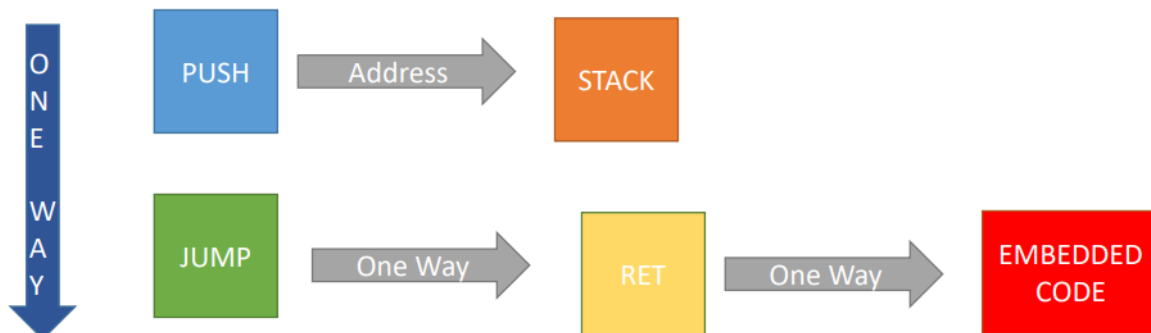 ONE WAY
PUSH
Address
STACK
JUMP
One Way
RET
One Way
EMBEDDED
CODE